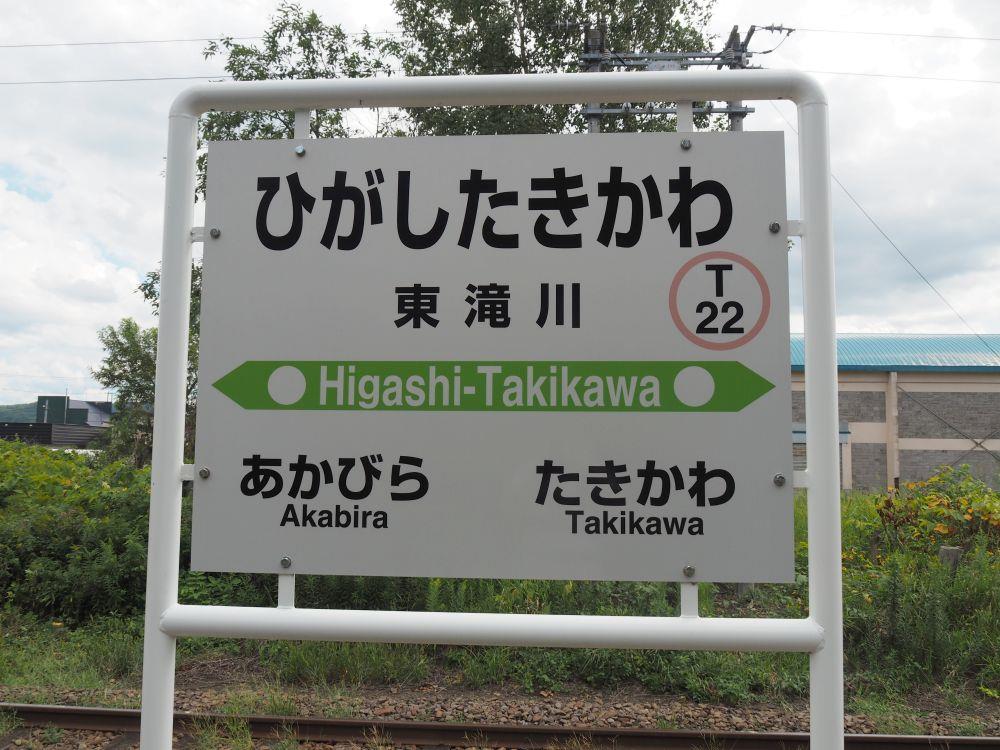 ひがしたきかわ
東滝川
T
22
Higashi-Takikawa
あかびら
Akabira
たきかわ
Takikawa